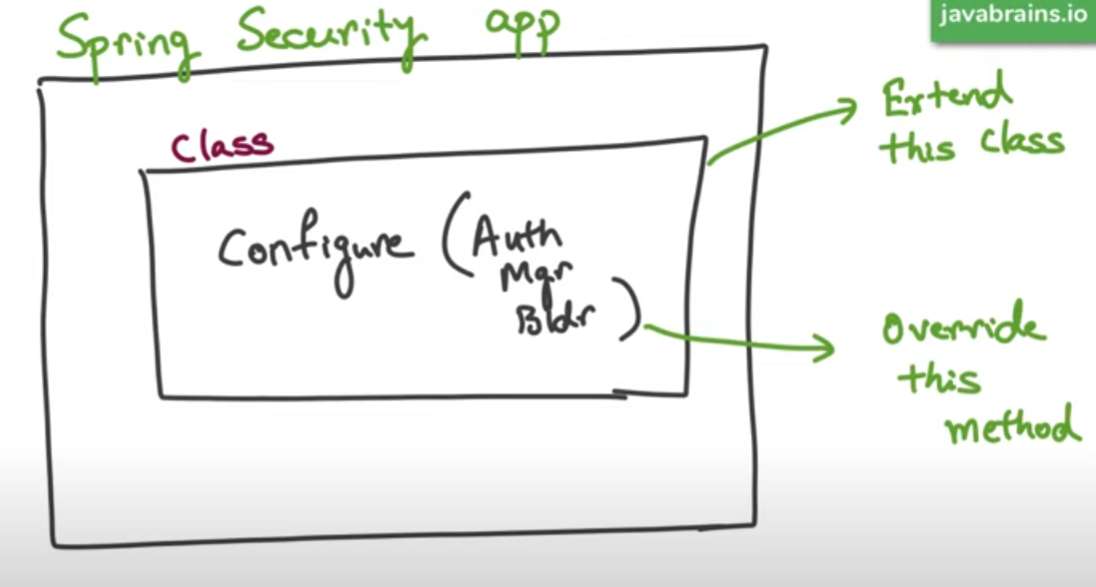 Spring Security app
javabrains.io
Class
Configure (Auth
Mgr
Bldr)
Extend
this class
Override
this
method